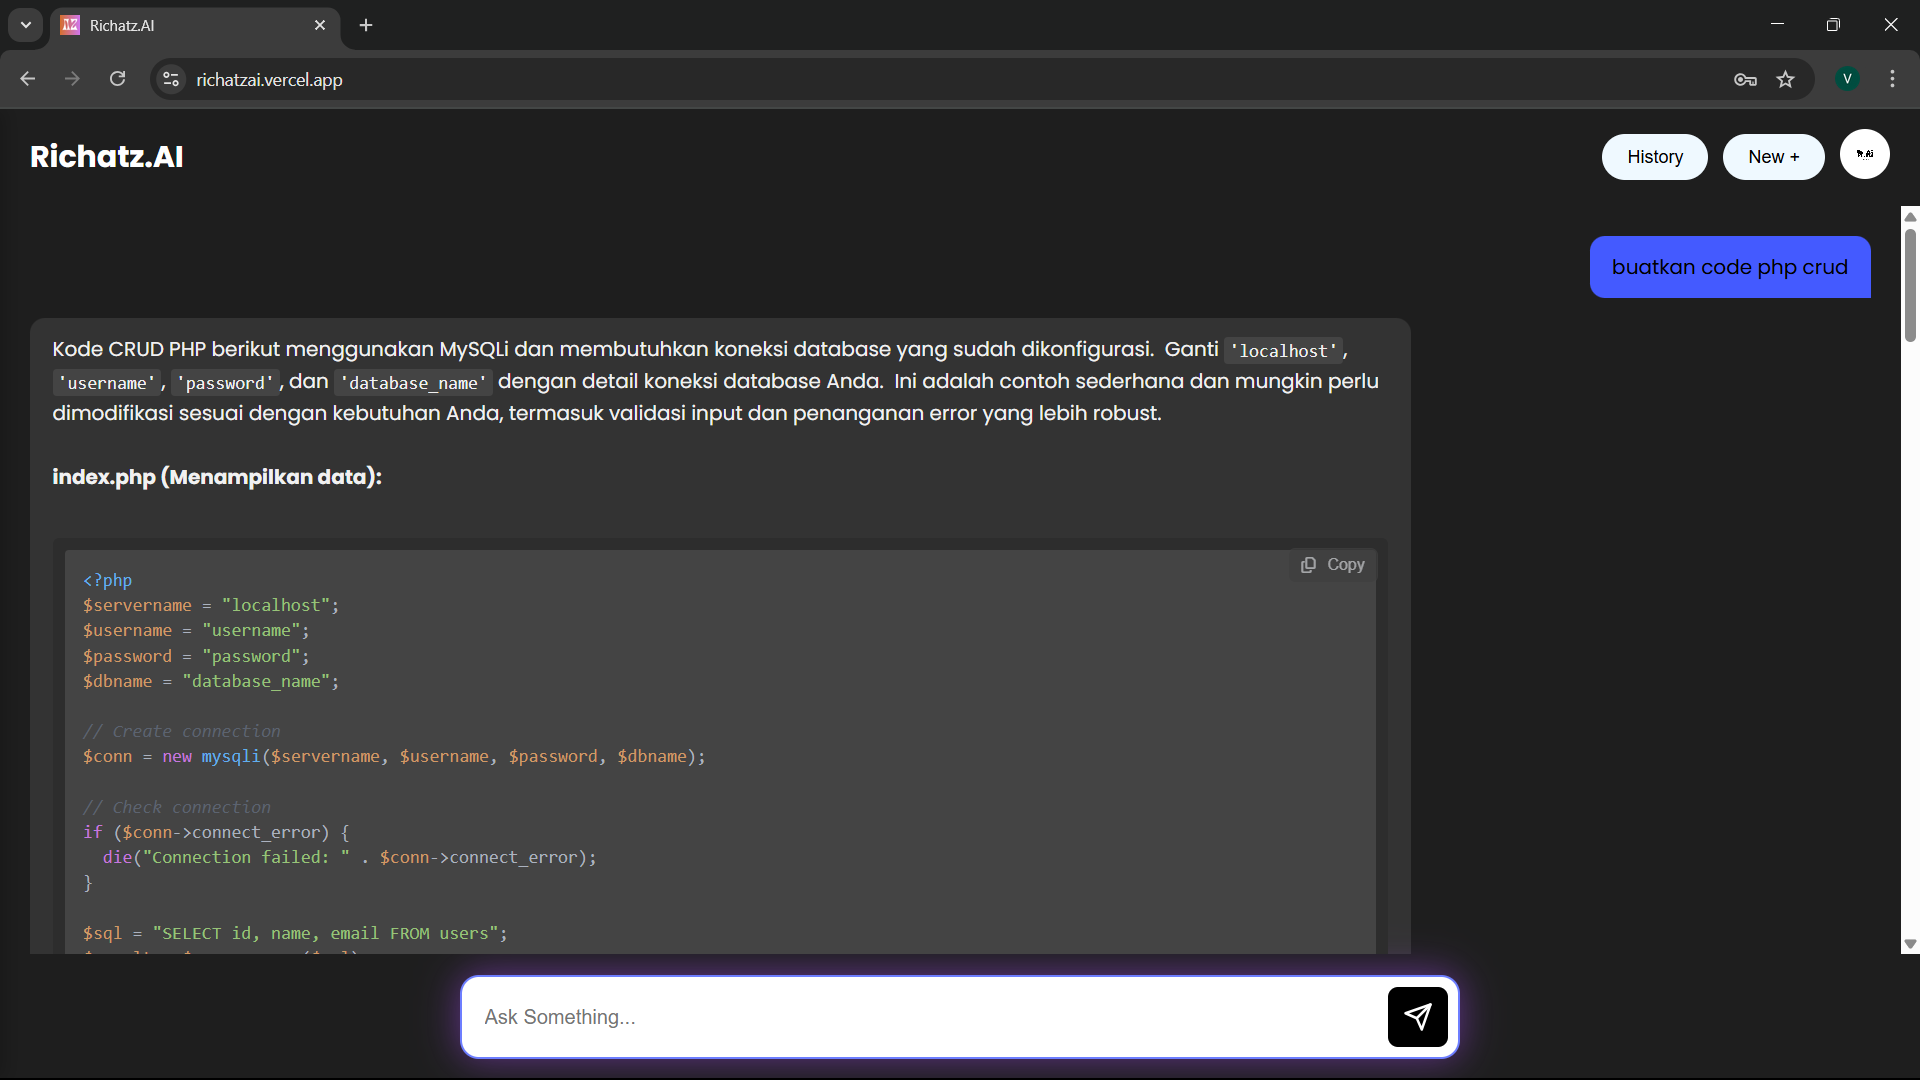 Richatz.AI
richatzai.vercel.app
V
Richatz.AI
History
New +
R.Ai
buatkan code php crud
Kode CRUD PHP berikut menggunakan MySQLi dan membutuhkan koneksi database yang sudah dikonfigurasi.  Ganti 'localhost',
'username', 'password', dan 'database_name' dengan detail koneksi database Anda.  Ini adalah contoh sederhana dan mungkin perlu
dimodifikasi sesuai dengan kebutuhan Anda, termasuk validasi input dan penanganan error yang lebih robust.
index.php (Menampilkan data):
Copy
<?php
$servername = "localhost";
$username = "username";
$password = "password";
$dbname = "database_name";
// Create connection
$conn = new mysqli($servername, $username, $password, $dbname);
// Check connection
if ($conn->connect_error) {
  die("Connection failed: " . $conn->connect_error);
}
$sql = "SELECT id, name, email FROM users";
Ask Something...